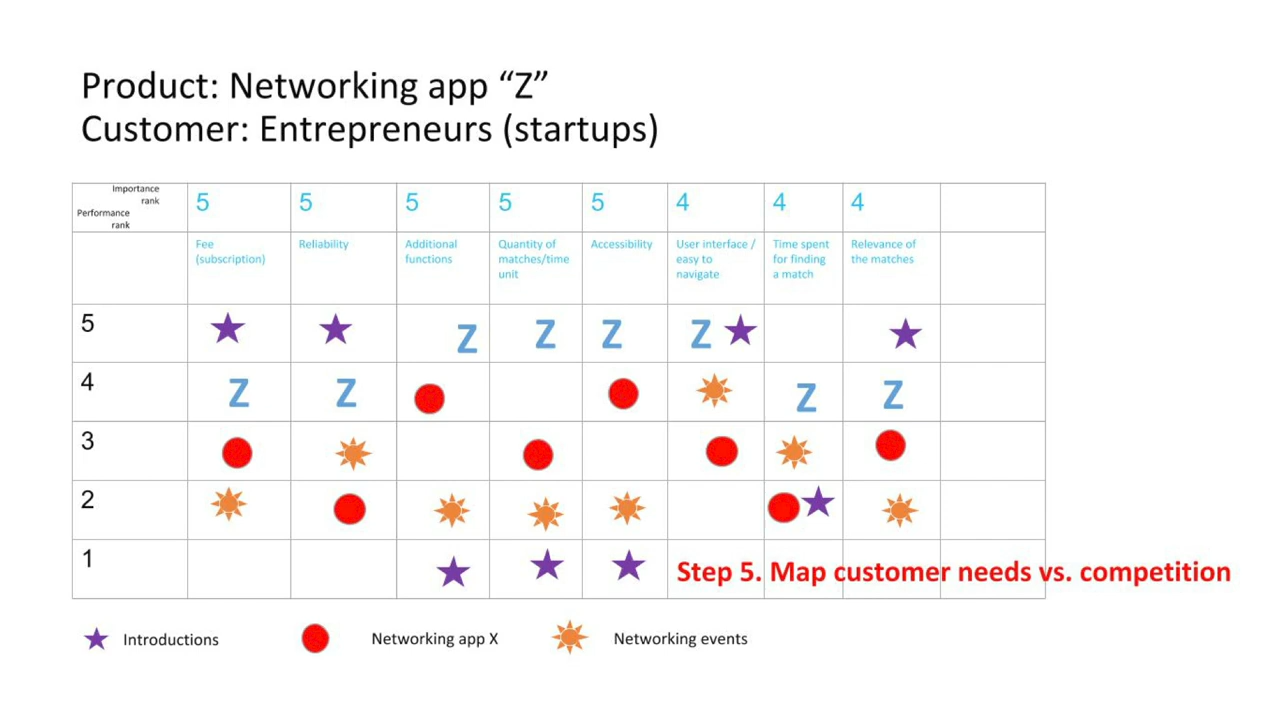 Product: Networking app “Z”
Customer: Entrepreneurs (startups)
Importance
rank
Performance
rank
5 5 5 5 5 4 4 4
Fee
(subscription)
Reliability
Additional
functions
Quantity of
matches/time
unit
Accessibility
User interface /
easy to
navigate
Time spent
for finding
a match
Relevance of
the matches
5 Z Z Z Z
4 Z Z Z Z
3
2
1
Step 5. Map customer needs vs. competition
Introductions Networking app X Networking events